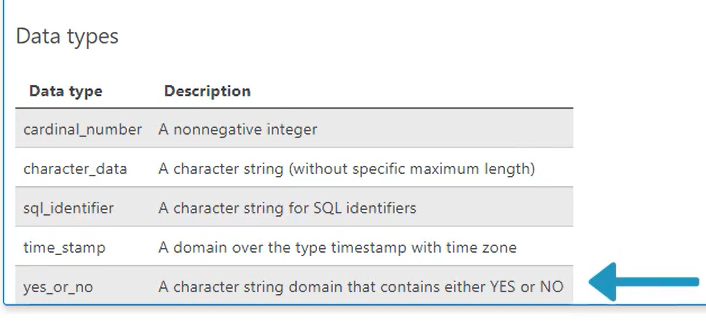 Data types
Data type Description
cardinal_number A nonnegative integer
character_data A character string (without specific maximum length)
sql_identifier A character string for SQL identifiers
time_stamp A domain over the type timestamp with time zone
yes_or_no A character string domain that contains either YES or NO